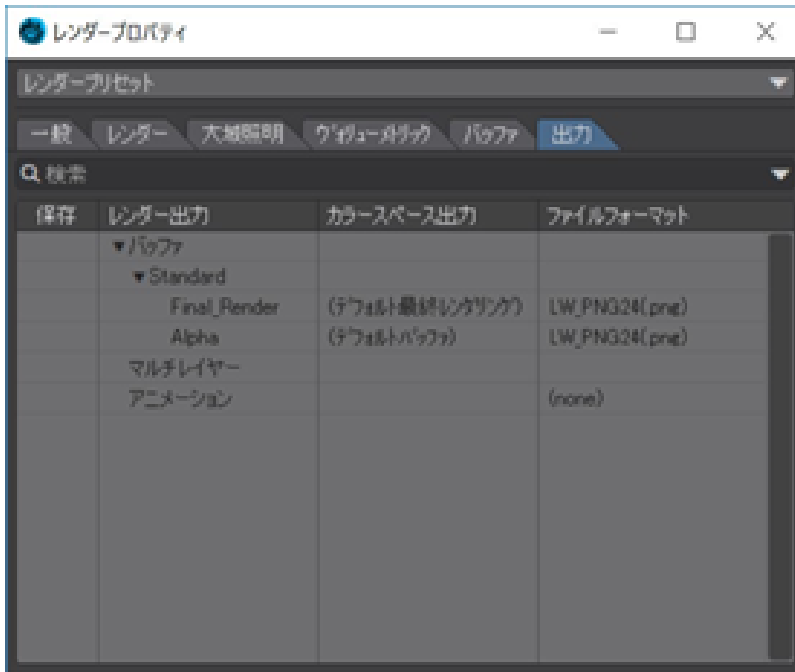 レンダープロパティ
レンダープリセット
一般 レンダー 大域照明 ヴォリューメトリック バッファ 出力
検索
保存 レンダー出力 カラースペース出力 ファイルフォーマット
バッファ
Standard
Final_Render (デフォルト最終レンダリング) LW_PNG24(.png)
Alpha (デフォルトバッファ) LW_PNG24(.png)
マルチレイヤー
アニメーション (none)